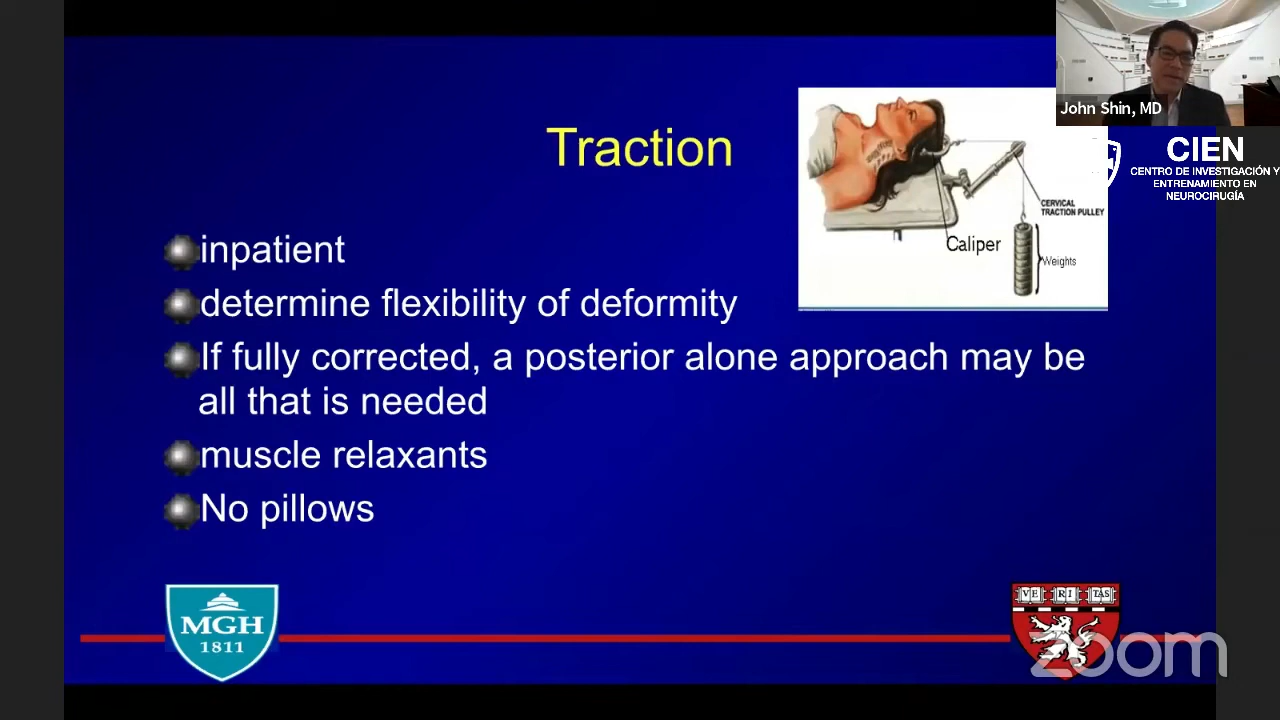 John Shin, MD
CIEN
CENTRO DE INVESTIGACIÓN Y
ENTRENAMIENTO EN
NEUROCIRUGÍA
Traction
CERVICAL
TRACTION PULLEY
Caliper
Weights
inpatient
determine flexibility of deformity
If fully corrected, a posterior alone approach may be
all that is needed
muscle relaxants
No pillows
MGH
1811
VE RI TAS
zoom